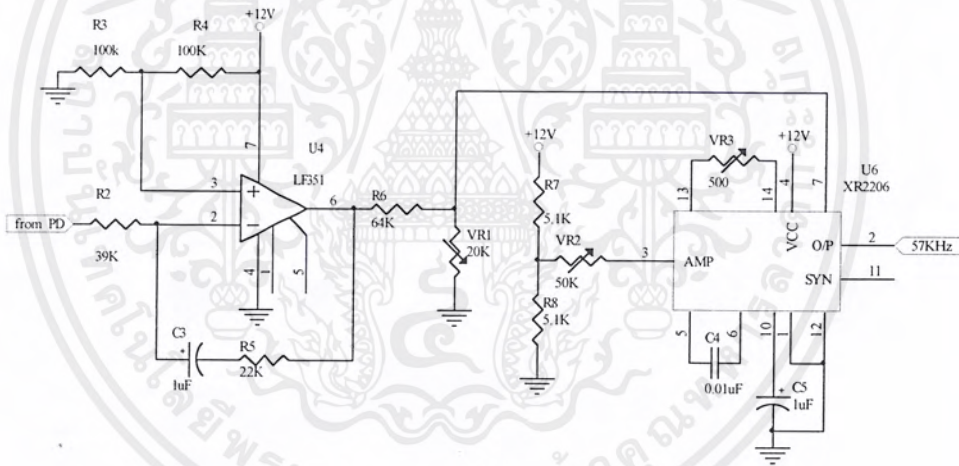 R3
100k
R4
100K
+12V
7
U4
LF351
3
2
6
4
1
5
from PD
R2
39K
C3
+
1uF
R5
22K
R6
64K
VR1
20K
+12V
R7
5.1K
VR2
50K
R8
5.1K
3
VR3
500
+12V
13
14
4
7
U6
XR2206
AMP
VCC
O/P
SYN
2
57KHz
11
5
6
10
1
12
C4
0.01uF
+
C5
1uF